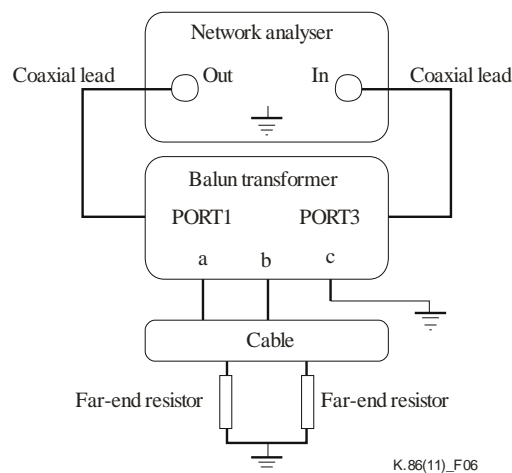 Network analyser
Coaxial lead
Out
In
Coaxial lead
Balun transformer
PORT1
PORT3
a
b
c
Cable
Far-end resistor
Far-end resistor
K.86(11)_F06